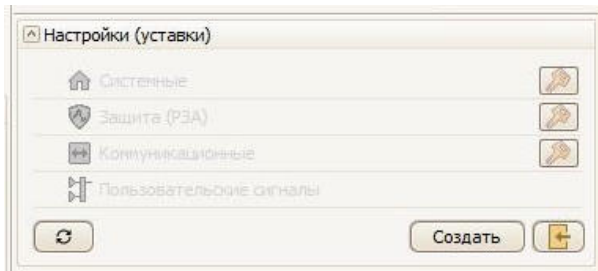 Настройки (уставки)
Системные
Защита (РЗА)
Коммуникационные
Пользовательские сигналы
Создать